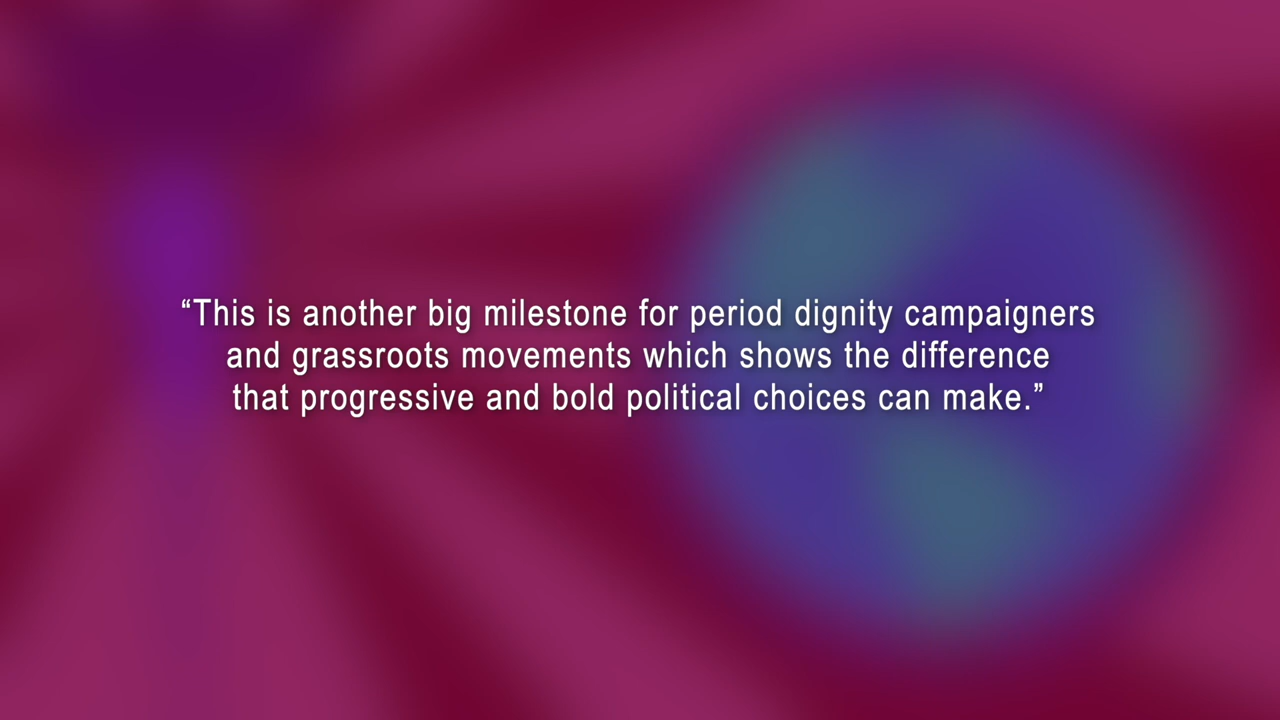 “This is another big milestone for period dignity campaigners
and grassroots movements which shows the difference
that progressive and bold political choices can make.”